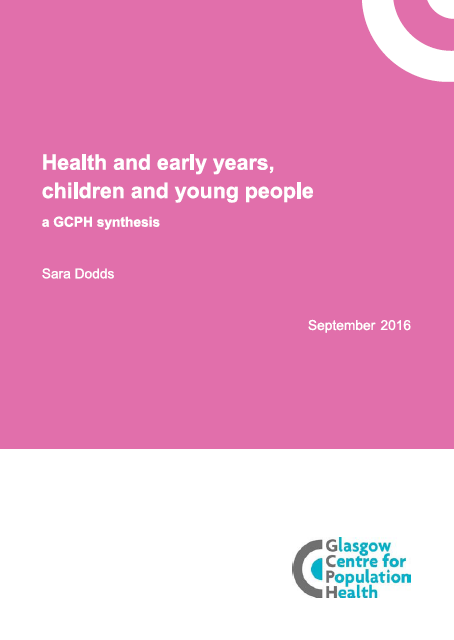 Health and early years,
children and young people
a GCPH synthesis
Sara Dodds
September 2016
Glasgow
Centre for
Population
Health